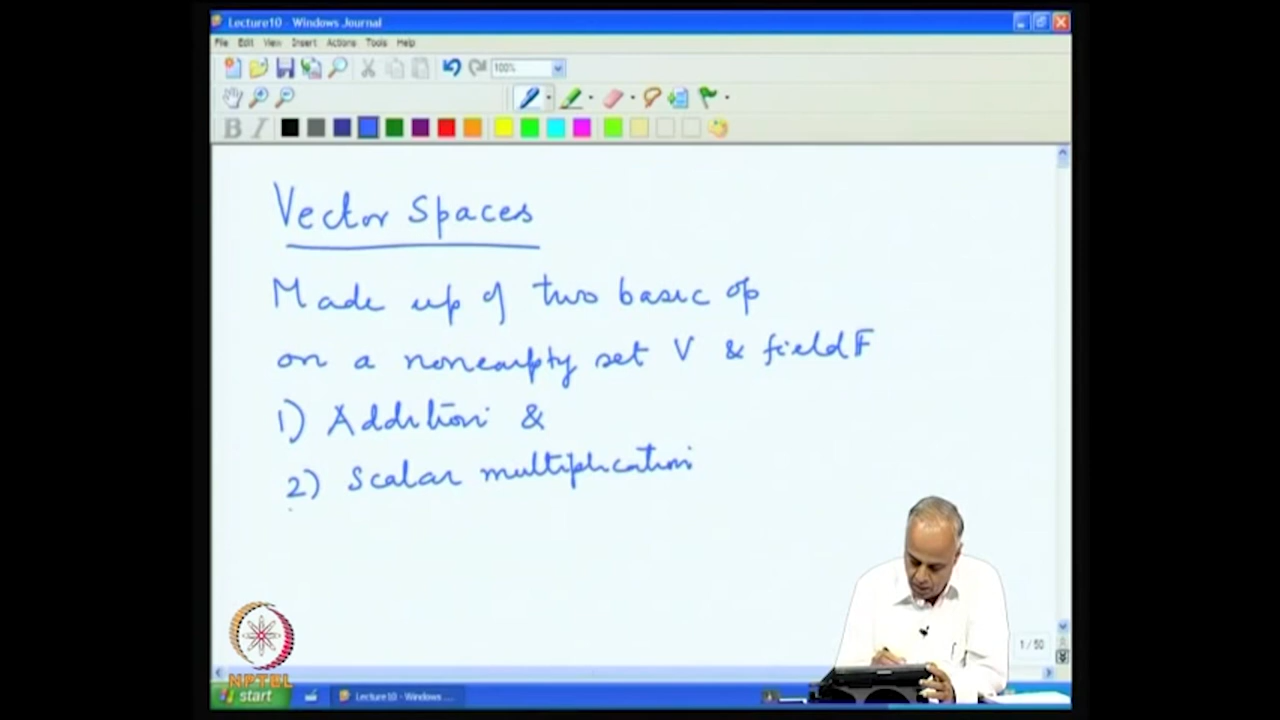 Lecture10 - Windows Journal
File Edit View Insert Actions Tools Help
100%
B I
Vector Spaces
Made up of two basic op
on a nonempty set V & field F
1) Addition &
2) Scalar multiplication
1 / 50
NPTEL
start Lecture10 - Windows ...